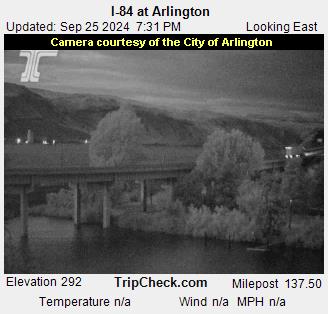 I-84 at Arlington
Updated: Sep 25 2024 7:31 PM Looking East
Camera courtesy of the City of Arlington
Elevation 292 TripCheck.com Milepost 137.50
Temperature n/a Wind n/a MPH n/a